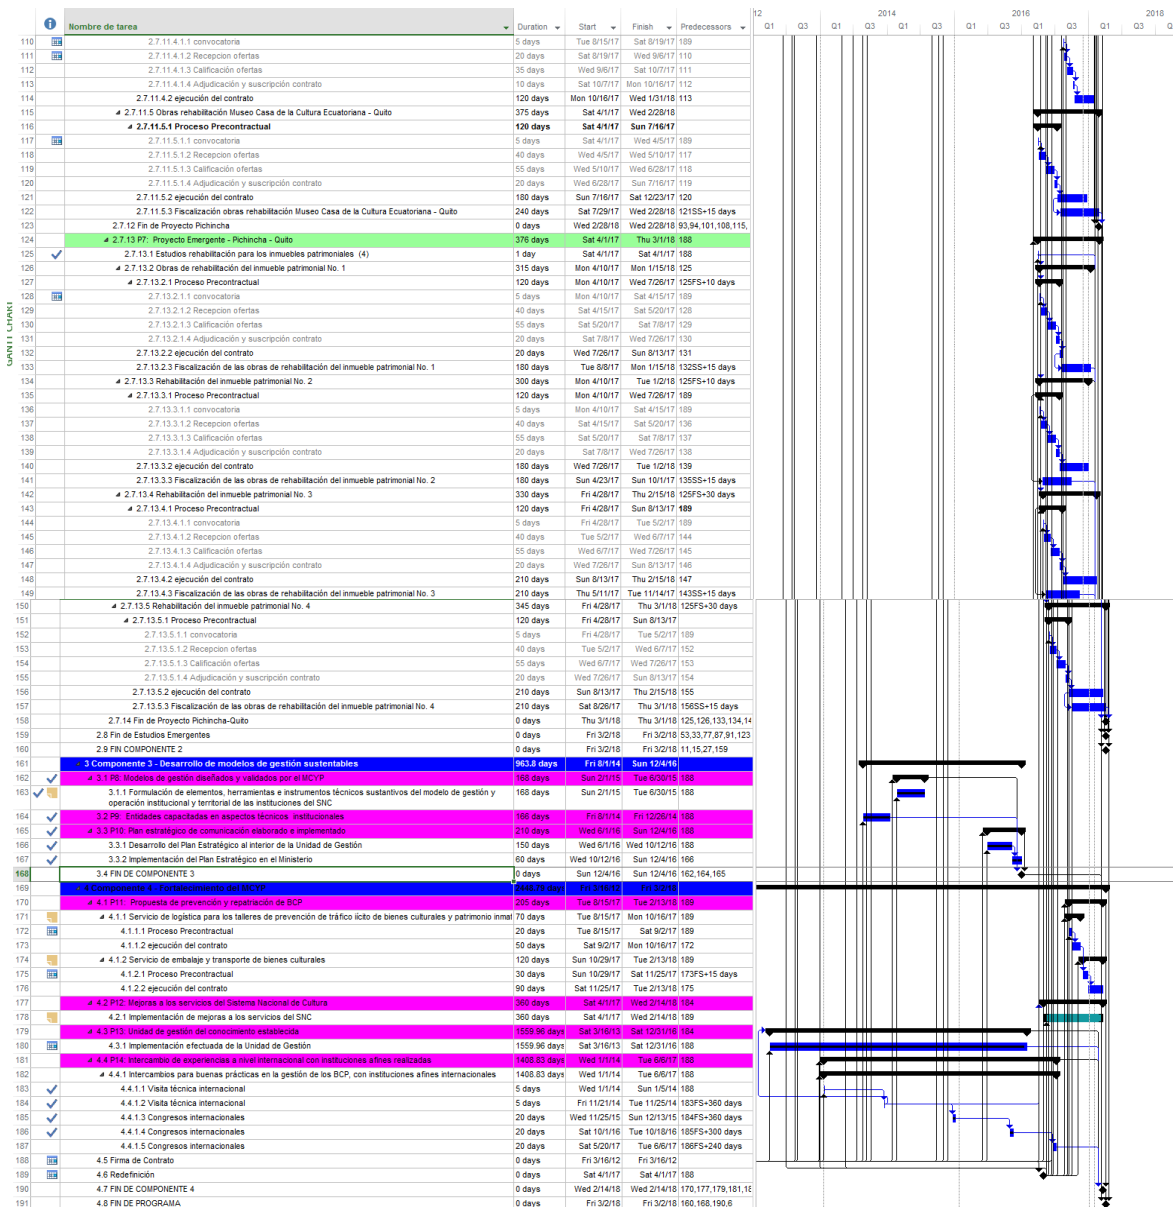 2014 2016 2018
Nombre de tarea Duration Start Finish Predecessors Q1 Q3 Q1 Q3 Q1 Q3 Q1 Q3 Q1 Q3 Q1 Q3 Q1
110 2.7.11.4.1.1 convocatoria 5 days Tue 8/15/17 Sat 8/19/17 189
111 2.7.11.4.1.2 Recepcion ofertas 20 days Sat 8/19/17 Wed 9/6/17 110
112 2.7.11.4.1.3 Calificación ofertas 35 days Wed 9/6/17 Sat 10/7/17 111
113 2.7.11.4.1.4 Adjudicación y suscripción contrato 10 days Sat 10/7/17 Mon 10/16/17 112
114 2.7.11.4.2 ejecución del contrato 120 days Mon 10/16/17 Wed 1/31/18 113
115 2.7.11.5 Obras rehabilitación Museo Casa de la Cultura Ecuatoriana - Quito 375 days Sat 4/1/17 Wed 2/28/18
116 2.7.11.5.1 Proceso Precontractual 120 days Sat 4/1/17 Sun 7/16/17
117 2.7.11.5.1.1 convocatoria 5 days Sat 4/1/17 Wed 4/5/17 189
118 2.7.11.5.1.2 Recepcion ofertas 40 days Wed 4/5/17 Wed 5/10/17 117
119 2.7.11.5.1.3 Calificación ofertas 55 days Wed 5/10/17 Wed 6/28/17 118
120 2.7.11.5.1.4 Adjudicación y suscripción contrato 20 days Wed 6/28/17 Sun 7/16/17 119
121 2.7.11.5.2 ejecución del contrato 180 days Sun 7/16/17 Sat 12/23/17 120
122 2.7.11.5.3 Fiscalización obras rehabilitación Museo Casa de la Cultura Ecuatoriana - Quito 240 days Sat 7/29/17 Wed 2/28/18 121SS+15 days
123 2.7.12 Fin de Proyecto Pichincha 0 days Wed 2/28/18 Wed 2/28/18 93,94,101,108,115,
124 2.7.13 P7: Proyecto Emergente - Pichincha - Quito 376 days Sat 4/1/17 Thu 3/1/18 188
125 2.7.13.1 Estudios rehabilitación para los inmuebles patrimoniales (4) 1 day Sat 4/1/17 Sat 4/1/17 188
126 2.7.13.2 Obras de rehabilitación del inmueble patrimonial No. 1 315 days Mon 4/10/17 Mon 1/15/18 125
127 2.7.13.2.1 Proceso Precontractual 120 days Mon 4/10/17 Wed 7/26/17 125FS+10 days
128 2.7.13.2.1.1 convocatoria 5 days Mon 4/10/17 Sat 4/15/17 189
129 2.7.13.2.1.2 Recepcion ofertas 40 days Sat 4/15/17 Sat 5/20/17 128
130 2.7.13.2.1.3 Calificación ofertas 55 days Sat 5/20/17 Sat 7/8/17 129
131 2.7.13.2.1.4 Adjudicación y suscripción contrato 20 days Sat 7/8/17 Wed 7/26/17 130
132 2.7.13.2.2 ejecución del contrato 20 days Wed 7/26/17 Sun 8/13/17 131
133 2.7.13.2.3 Fiscalización de las obras de rehabilitación del inmueble patrimonial No. 1 180 days Tue 8/8/17 Mon 1/15/18 132SS+15 days
134 2.7.13.3 Rehabilitación del inmueble patrimonial No. 2 300 days Mon 4/10/17 Tue 1/2/18 125FS+10 days
135 2.7.13.3.1 Proceso Precontractual 120 days Mon 4/10/17 Wed 7/26/17 189
136 2.7.13.3.1.1 convocatoria 5 days Mon 4/10/17 Sat 4/15/17 189
137 2.7.13.3.1.2 Recepcion ofertas 40 days Sat 4/15/17 Sat 5/20/17 136
138 2.7.13.3.1.3 Calificación ofertas 55 days Sat 5/20/17 Sat 7/8/17 137
139 2.7.13.3.1.4 Adjudicación y suscripción contrato 20 days Sat 7/8/17 Wed 7/26/17 138
140 2.7.13.3.2 ejecución del contrato 180 days Wed 7/26/17 Tue 1/2/18 139
141 2.7.13.3.3 Fiscalización de las obras de rehabilitación del inmueble patrimonial No. 2 180 days Sun 4/23/17 Sun 10/1/17 135SS+15 days
142 2.7.13.4 Rehabilitación del inmueble patrimonial No. 3 330 days Fri 4/28/17 Thu 2/15/18 125FS+30 days
143 2.7.13.4.1 Proceso Precontractual 120 days Fri 4/28/17 Sun 8/13/17 189
144 2.7.13.4.1.1 convocatoria 5 days Fri 4/28/17 Tue 5/2/17 189
145 2.7.13.4.1.2 Recepcion ofertas 40 days Tue 5/2/17 Wed 6/7/17 144
146 2.7.13.4.1.3 Calificación ofertas 55 days Wed 6/7/17 Wed 7/26/17 145
147 2.7.13.4.1.4 Adjudicación y suscripción contrato 20 days Wed 7/26/17 Sun 8/13/17 146
148 2.7.13.4.2 ejecución del contrato 210 days Sun 8/13/17 Thu 2/15/18 147
149 2.7.13.4.3 Fiscalización de las obras de rehabilitación del inmueble patrimonial No. 3 210 days Thu 5/11/17 Tue 11/14/17 143SS+15 days
150 2.7.13.5 Rehabilitación del inmueble patrimonial No. 4 345 days Fri 4/28/17 Thu 3/1/18 125FS+30 days
151 2.7.13.5.1 Proceso Precontractual 120 days Fri 4/28/17 Sun 8/13/17
152 2.7.13.5.1.1 convocatoria 5 days Fri 4/28/17 Tue 5/2/17 189
153 2.7.13.5.1.2 Recepcion ofertas 40 days Tue 5/2/17 Wed 6/7/17 152
154 2.7.13.5.1.3 Calificación ofertas 55 days Wed 6/7/17 Wed 7/26/17 153
155 2.7.13.5.1.4 Adjudicación y suscripción contrato 20 days Wed 7/26/17 Sun 8/13/17 154
156 2.7.13.5.2 ejecución del contrato 210 days Sun 8/13/17 Thu 2/15/18 155
157 2.7.13.5.3 Fiscalización de las obras de rehabilitación del inmueble patrimonial No. 4 210 days Sat 8/26/17 Thu 3/1/18 156SS+15 days
158 2.7.14 Fin de Proyecto Pichincha-Quito 0 days Thu 3/1/18 Thu 3/1/18 125,126,133,134,14
159 2.8 Fin de Estudios Emergentes 0 days Fri 3/2/18 Fri 3/2/18 53,33,77,87,91,123
160 2.9 FIN COMPONENTE 2 0 days Fri 3/2/18 Fri 3/2/18 11,15,27,159
161 3 Componente 3 - Desarrollo de modelos de gestión sustentables 963.8 days Fri 8/1/14 Sun 12/4/16
162 3.1 P8: Modelos de gestión diseñados y validados por el MCYP 168 days Sun 2/1/15 Tue 6/30/15 188
163 3.1.1 Formulación de elementos, herramientas e instrumentos técnicos sustantivos del modelo de gestión y 168 days Sun 2/1/15 Tue 6/30/15 188
operación institucional y territorial de las instituciones del SNC
164 3.2 P9: Entidades capacitadas en aspectos técnicos institucionales 166 days Fri 8/1/14 Fri 12/26/14 188
165 3.3 P10: Plan estratégico de comunicación elaborado e implementado 210 days Wed 6/1/16 Sun 12/4/16 188
166 3.3.1 Desarrollo del Plan Estratégico al interior de la Unidad de Gestión 150 days Wed 6/1/16 Wed 10/12/16 188
167 3.3.2 Implementación del Plan Estratégico en el Ministerio 60 days Wed 10/12/16 Sun 12/4/16 166
168 3.4 FIN DE COMPONENTE 3 0 days Sun 12/4/16 Sun 12/4/16 162,164,165
169 4 Componente 4 - Fortalecimiento del MCYP Fri 3/16/12 Fri 3/2/18
170 4.1 P11: Propuesta de prevención y repatriación de BCP 205 days Tue 8/15/17 Tue 2/13/18 189
171 4.1.1 Servicio de logística para los talleres de prevención de tráfico ilícito de bienes culturales y patrimonio inmat 70 days Tue 8/15/17 Mon 10/16/17 189
172 4.1.1.1 Proceso Precontractual 20 days Tue 8/15/17 Sat 9/2/17 189
173 4.1.1.2 ejecución del contrato 50 days Sat 9/2/17 Mon 10/16/17 172
174 4.1.2 Servicio de embalaje y transporte de bienes culturales 120 days Sun 10/29/17 Tue 2/13/18 189
175 4.1.2.1 Proceso Precontractual 30 days Sun 10/29/17 Sat 11/25/17 173FS+15 days
176 4.1.2.2 ejecución del contrato 90 days Sat 11/25/17 Tue 2/13/18 175
177 4.2 P12: Mejoras a los servicios del Sistema Nacional de Cultura 360 days Sat 4/1/17 Wed 2/14/18 184
178 4.2.1 Implementación de mejoras a los servicios del SNC 360 days Sat 4/1/17 Wed 2/14/18 189
179 4.3 P13: Unidad de gestión del conocimiento establecida 1559.96 days Sat 3/16/13 Sat 12/31/16 184
180 4.3.1 Implementación efectuada de la Unidad de Gestión 1559.96 days Sat 3/16/13 Sat 12/31/16 188
181 4.4 P14: Intercambio de experiencias a nivel internacional con instituciones afines realizadas 1408.83 days Wed 1/1/14 Tue 6/6/17 188
182 4.4.1 Intercambios para buenas prácticas en la gestión de los BCP, con instituciones afines internacionales 1408.83 days Wed 1/1/14 Tue 6/6/17 188
183 4.4.1.1 Visita técnica internacional 5 days Wed 1/1/14 Sun 1/5/14 188
184 4.4.1.2 Visita técnica internacional 5 days Fri 11/21/14 Tue 11/25/14 183FS+360 days
185 4.4.1.3 Congresos internacionales 20 days Wed 11/25/15 Sun 12/13/15 184FS+360 days
186 4.4.1.4 Congresos internacionales 20 days Sat 10/1/16 Tue 10/18/16 185FS+300 days
187 4.4.1.5 Congresos internacionales 20 days Sat 5/20/17 Tue 6/6/17 186FS+240 days
188 4.5 Firma de Contrato 0 days Fri 3/16/12 Fri 3/16/12
189 4.6 Redefinición 0 days Sat 4/1/17 Sat 4/1/17 188
190 4.7 FIN DE COMPONENTE 4 0 days Wed 2/14/18 Wed 2/14/18 170,177,179,181,18
191 4.8 FIN DE PROGRAMA 0 days Fri 3/2/18 Fri 3/2/18 160,168,190,6
GANTT CHART